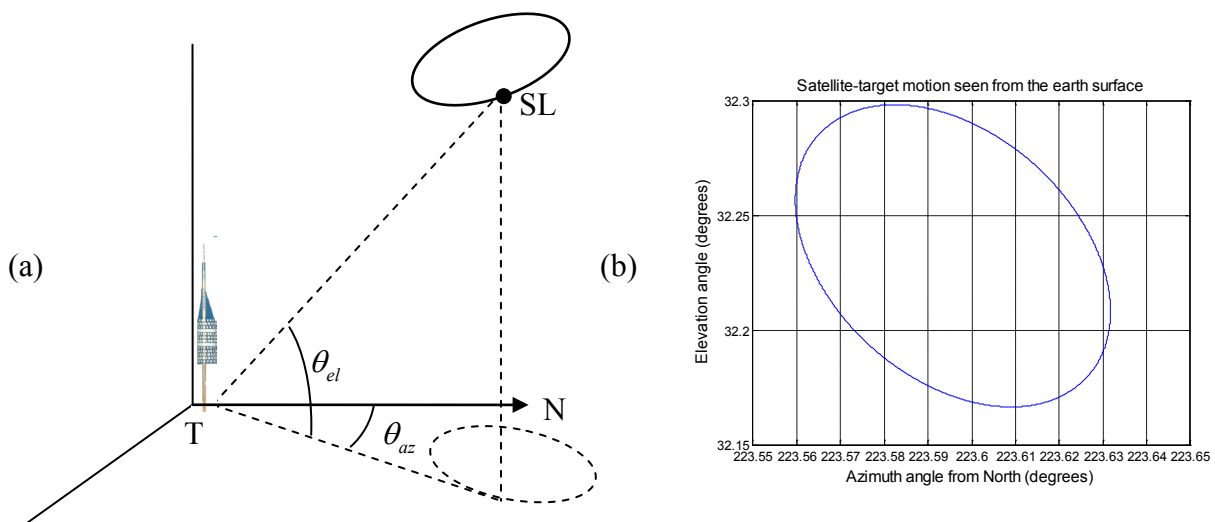 (a)
SL
θel
N
T
θaz
(b)
Satellite-target motion seen from the earth surface
Elevation angle (degrees)
32.3
32.25
32.2
32.15
223.55 223.56 223.57 223.58 223.59 223.6 223.61 223.62 223.63 223.64 223.65
Azimuth angle from North (degrees)